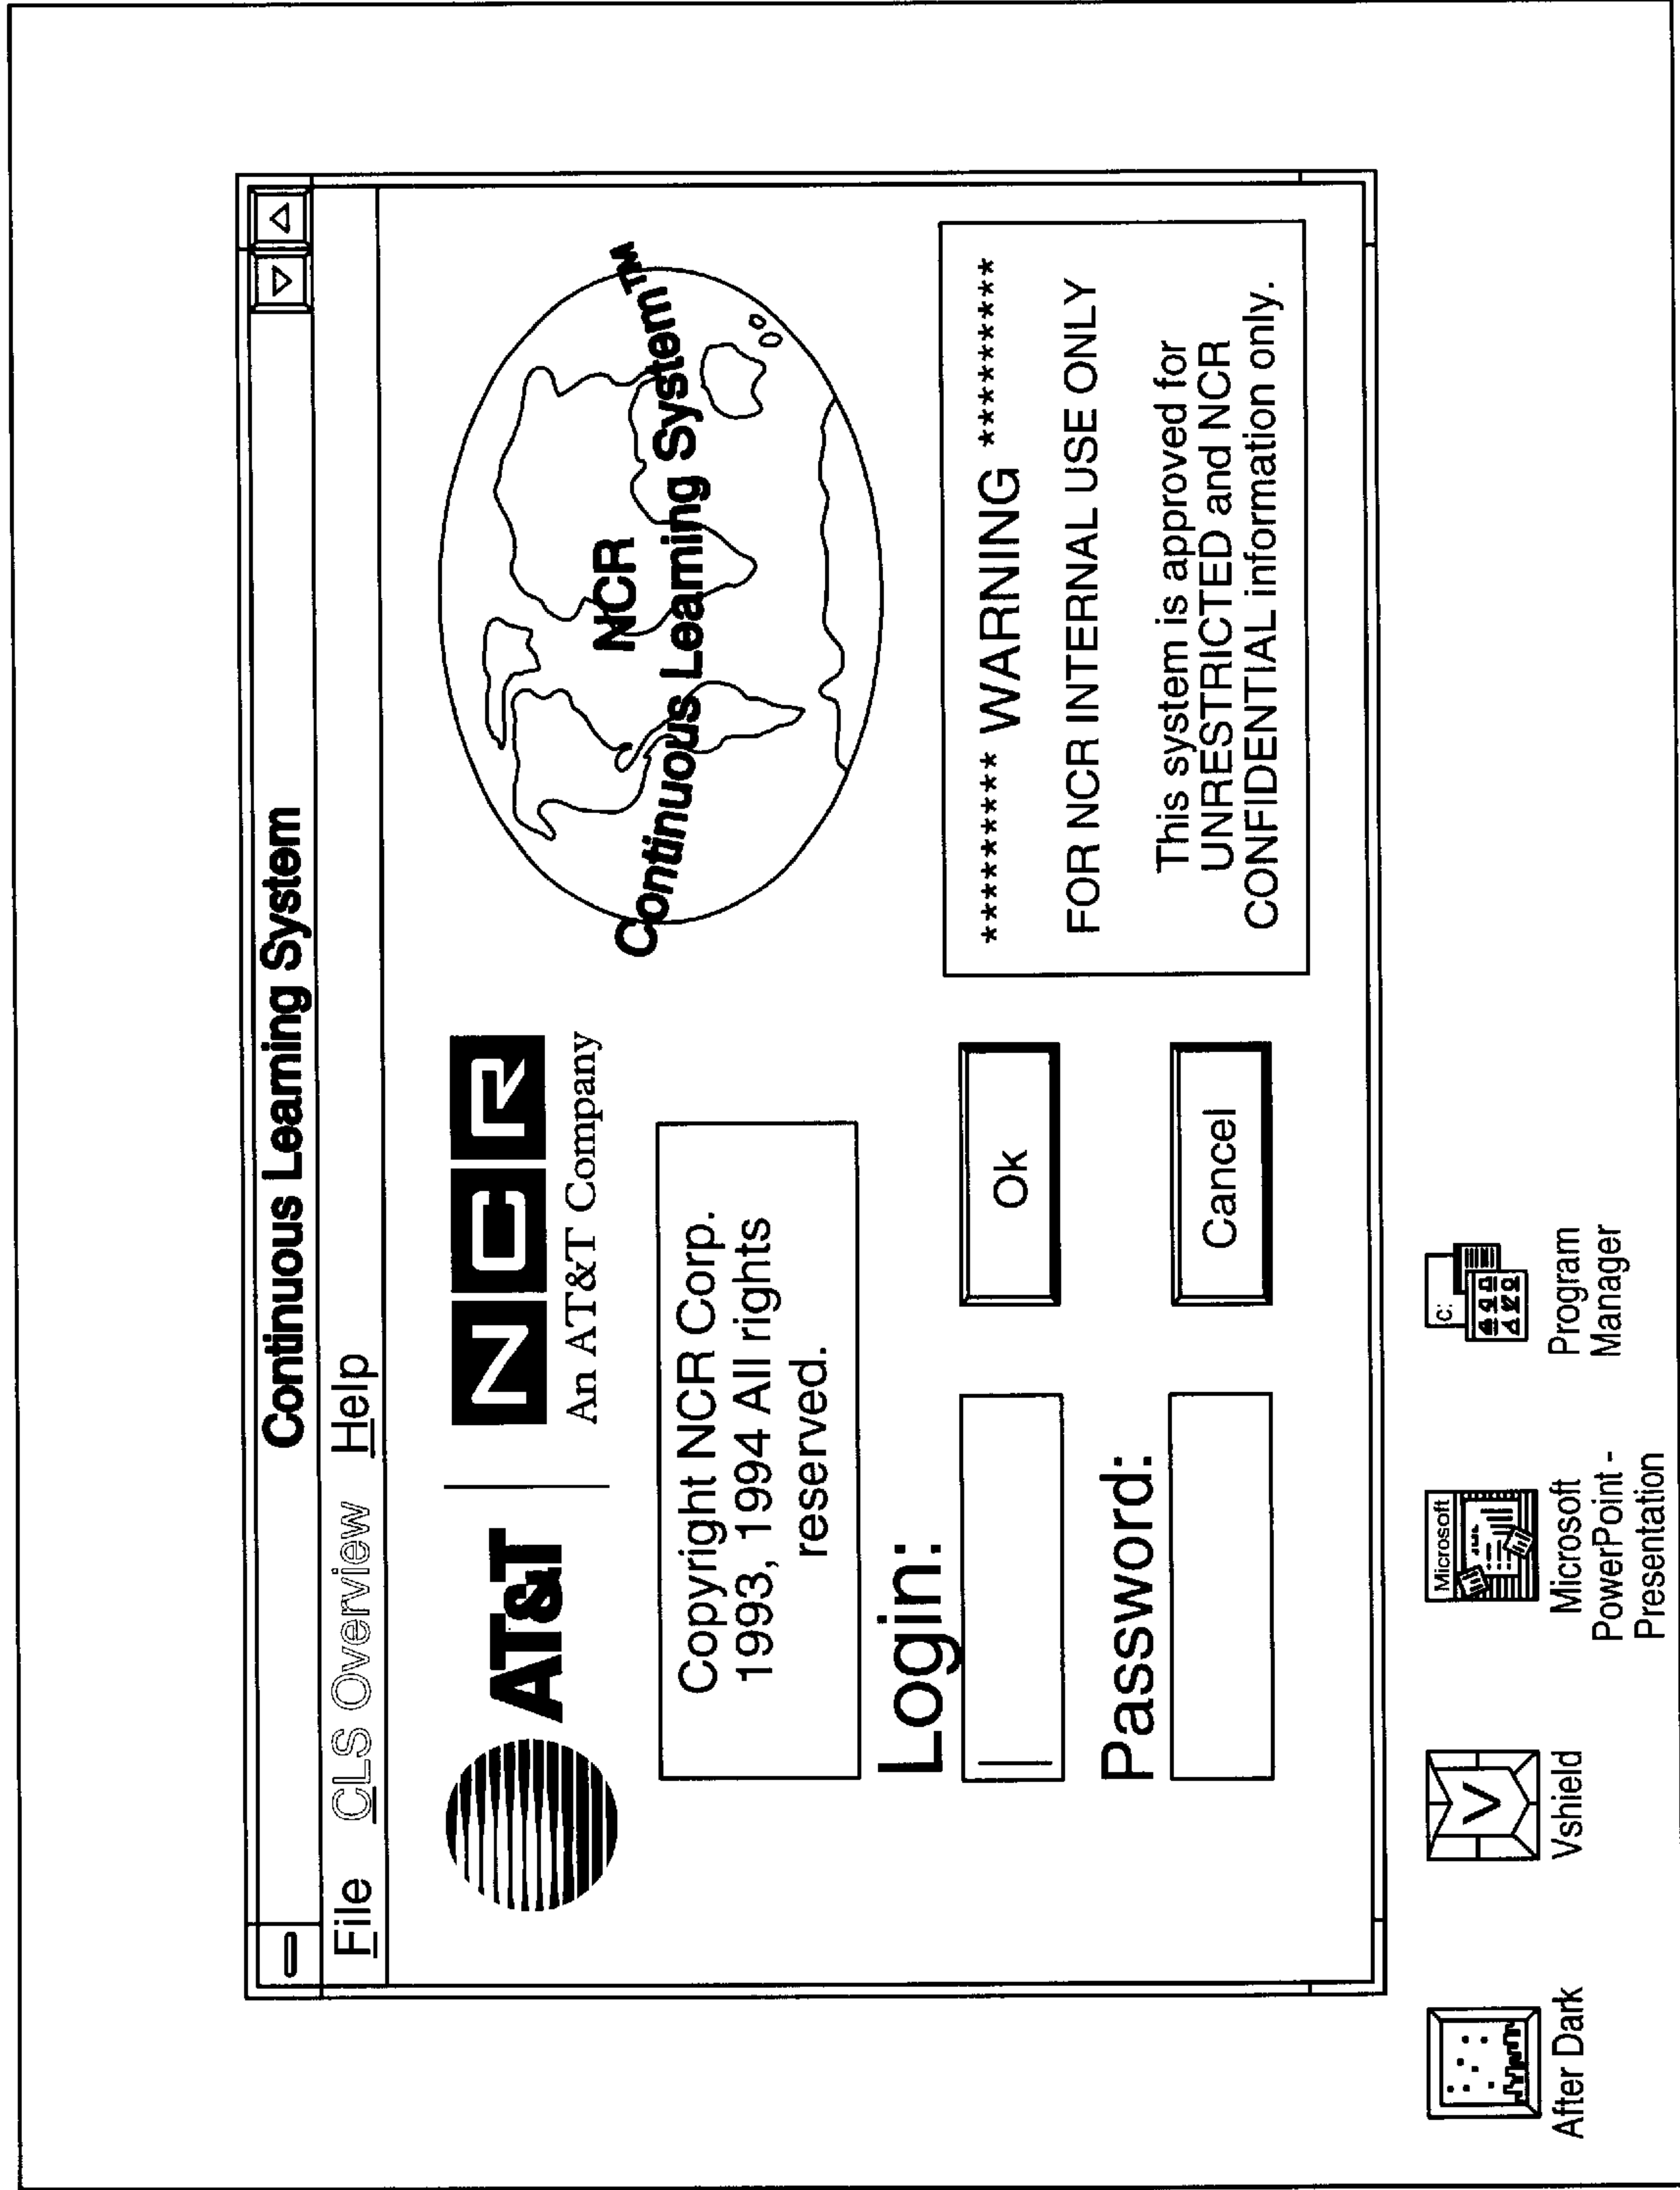 Continuous Learning System
File CLS Overview Help
AT&T
NCR
An AT&T Company
NCR
Continuous Learning System™
Copyright NCR Corp.
1993, 1994 All rights
reserved.
Login:
Password:
Ok
Cancel
********* WARNING *********
FOR NCR INTERNAL USE ONLY
This system is approved for
UNRESTRICTED and NCR
CONFIDENTIAL information only.
After Dark
V
Vshield
Microsoft
Microsoft
PowerPoint -
Presentation
c:
Program
Manager